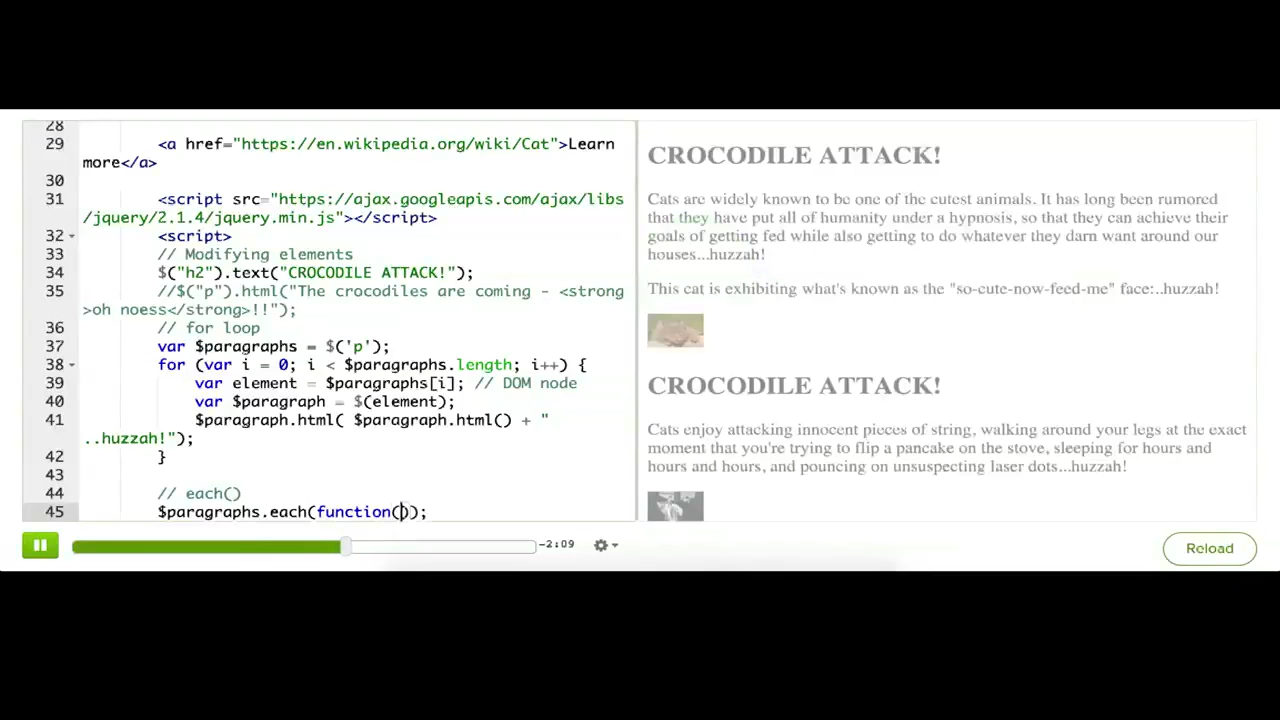 28
29 <a href="https://en.wikipedia.org/wiki/Cat">Learn
more</a>
30
31 <script src="https://ajax.googleapis.com/ajax/libs
/jquery/2.1.4/jquery.min.js"></script>
32 <script>
33 // Modifying elements
34 $("h2").text("CROCODILE ATTACK!");
35 //$("p").html("The crocodiles are coming - <strong
>oh noess</strong>!!");
36 // for loop
37 var $paragraphs = $('p');
38 for (var i = 0; i < $paragraphs.length; i++) {
39 var element = $paragraphs[i]; // DOM node
40 var $paragraph = $(element);
41 $paragraph.html( $paragraph.html() + "
..huzzah!");
42 }
43
44 // each()
45 $paragraphs.each(function());
CROCODILE ATTACK!
Cats are widely known to be one of the cutest animals. It has long been rumored
that they have put all of humanity under a hypnosis, so that they can achieve their
goals of getting fed while also getting to do whatever they darn want around our
houses...huzzah!
This cat is exhibiting what's known as the "so-cute-now-feed-me" face:..huzzah!
CROCODILE ATTACK!
Cats enjoy attacking innocent pieces of string, walking around your legs at the exact
moment that you're trying to flip a pancake on the stove, sleeping for hours and
hours and hours, and pouncing on unsuspecting laser dots...huzzah!
-2:09
Reload